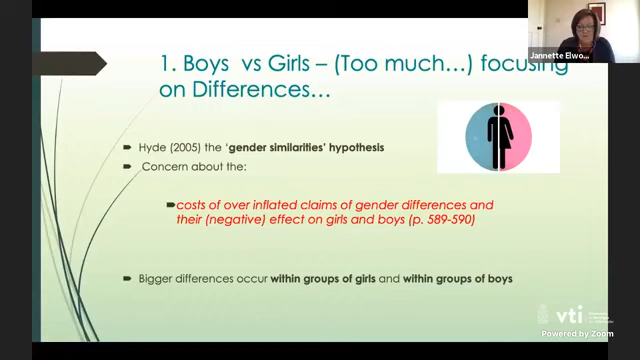 Jannette Elwo...
1. Boys vs Girls – (Too much...) focusing
on Differences...
Hyde (2005) the 'gender similarities' hypothesis
Concern about the:
costs of over inflated claims of gender differences and
their (negative) effect on girls and boys (p. 589-590)
Bigger differences occur within groups of girls and within groups of boys
vti
Powered by Zoom